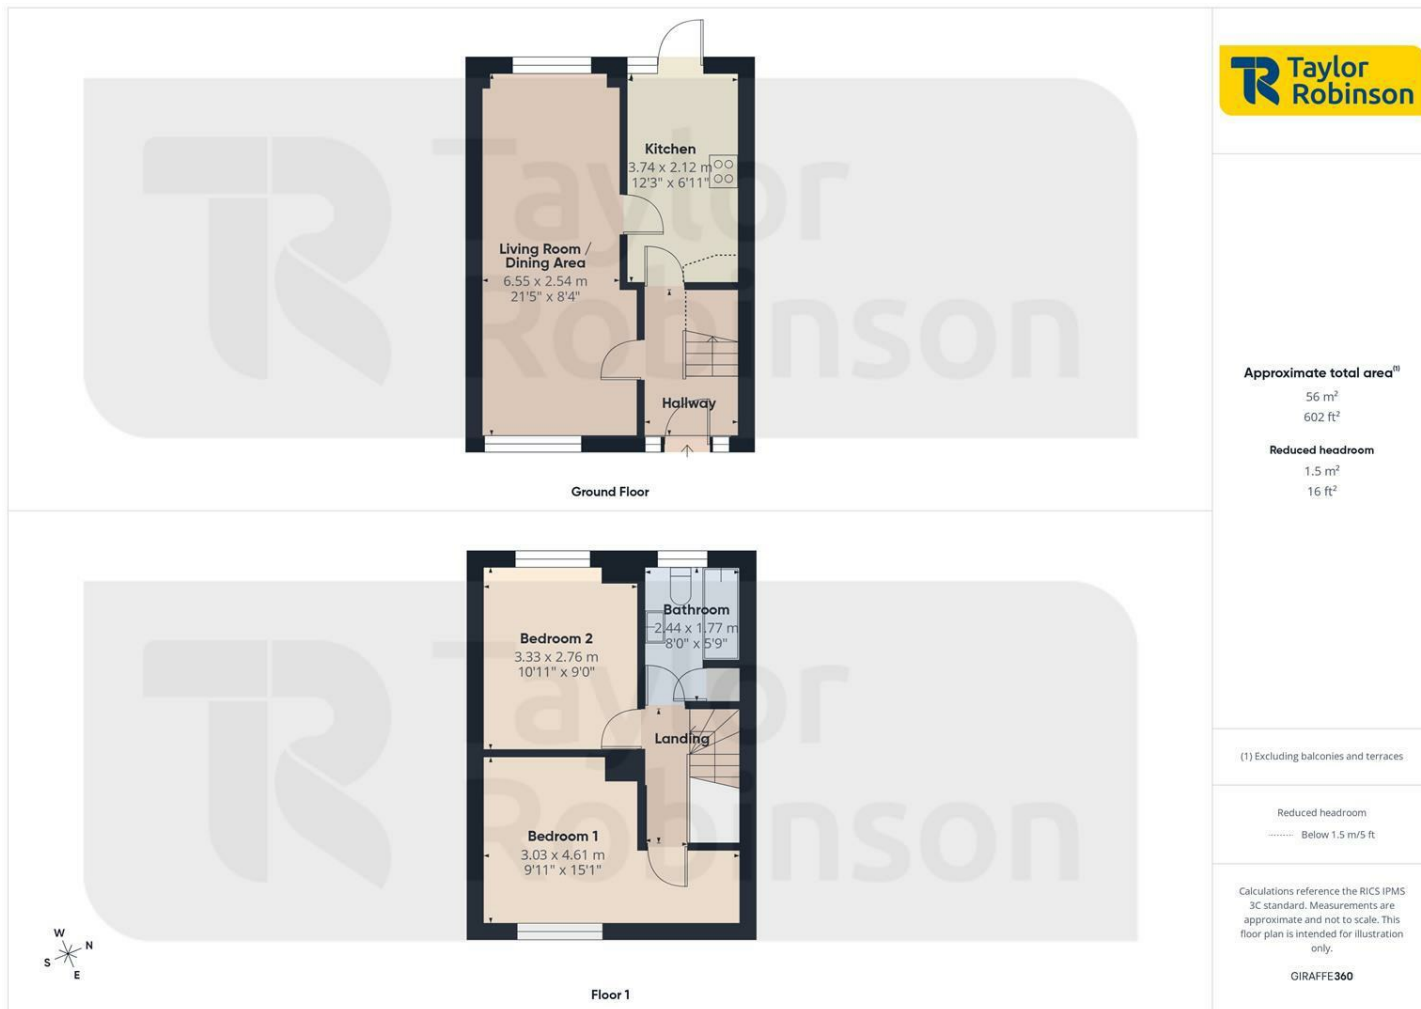 Taylor
Robinson
Kitchen
3.74 x 2.12 m
12'3" x 6'11"
Living Room /
Dining Area
6.55 x 2.54 m
21'5" x 8'4"
Hallway
Ground Floor
Taylor
Robinson
Approximate total area(1)
56 m²
602 ft²
Reduced headroom
1.5 m²
16 ft²
Taylor
Robinson
Bathroom
2.44 x 1.77 m
8'0" x 5'9"
Bedroom 2
3.33 x 2.76 m
10'11" x 9'0"
Landing
Bedroom 1
3.03 x 4.61 m
9'11" x 15'1"
W
N
S
E
Floor 1
(1) Excluding balconies and terraces
Reduced headroom
Below 1.5 m/5 ft
Calculations reference the RICS IPMS
3C standard. Measurements are
approximate and not to scale. This
floor plan is intended for illustration
only.
GIRAFFE360